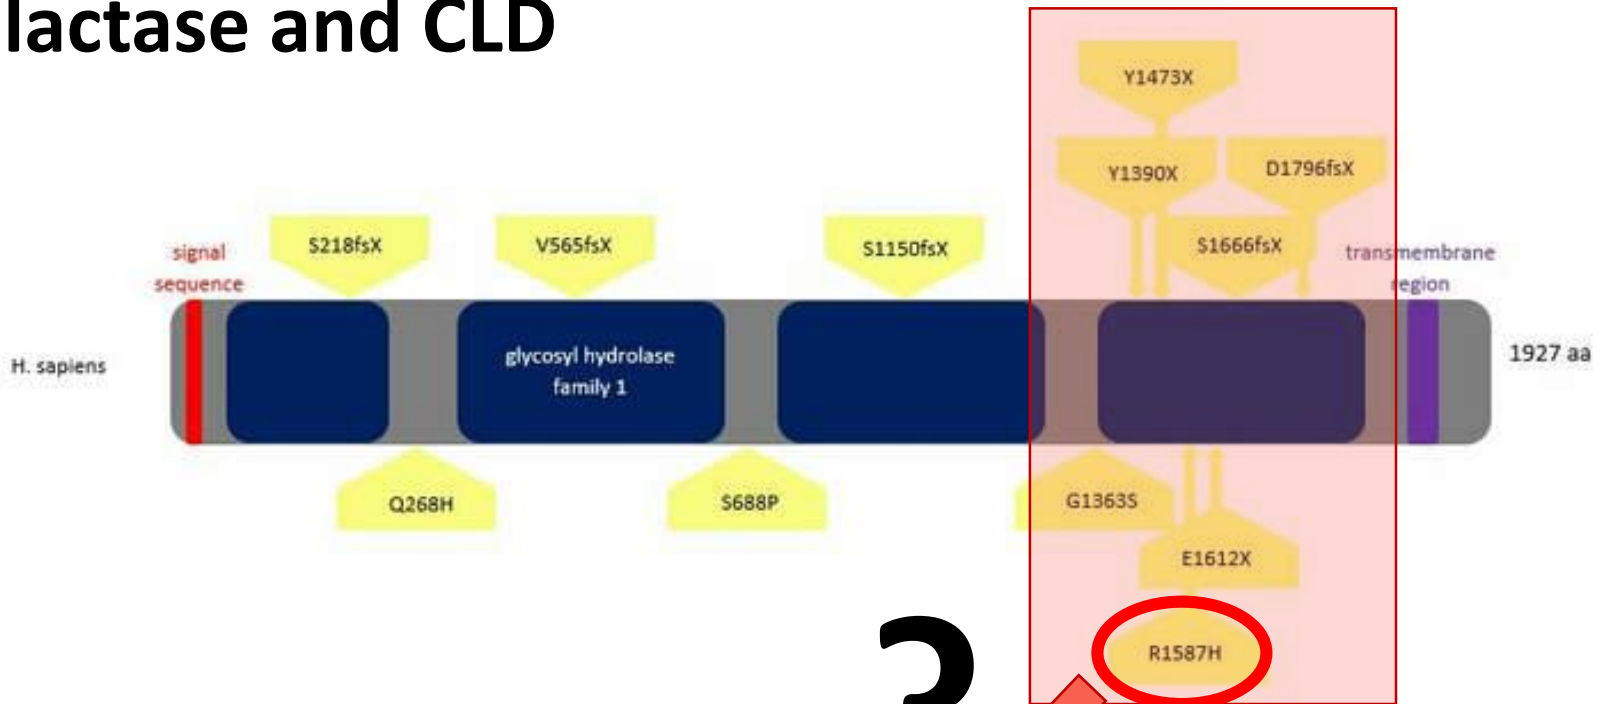 lactase and CLD
Y1473X
Y1390X
D1796fsX
S218fsX
V565fsX
S1150fsX
S1666fsX
signal
sequence
transmembrane
region
H. sapiens
glycosyl hydrolase
family 1
1927 aa
Q268H
S688P
G1363S
E1612X
R1587H
?